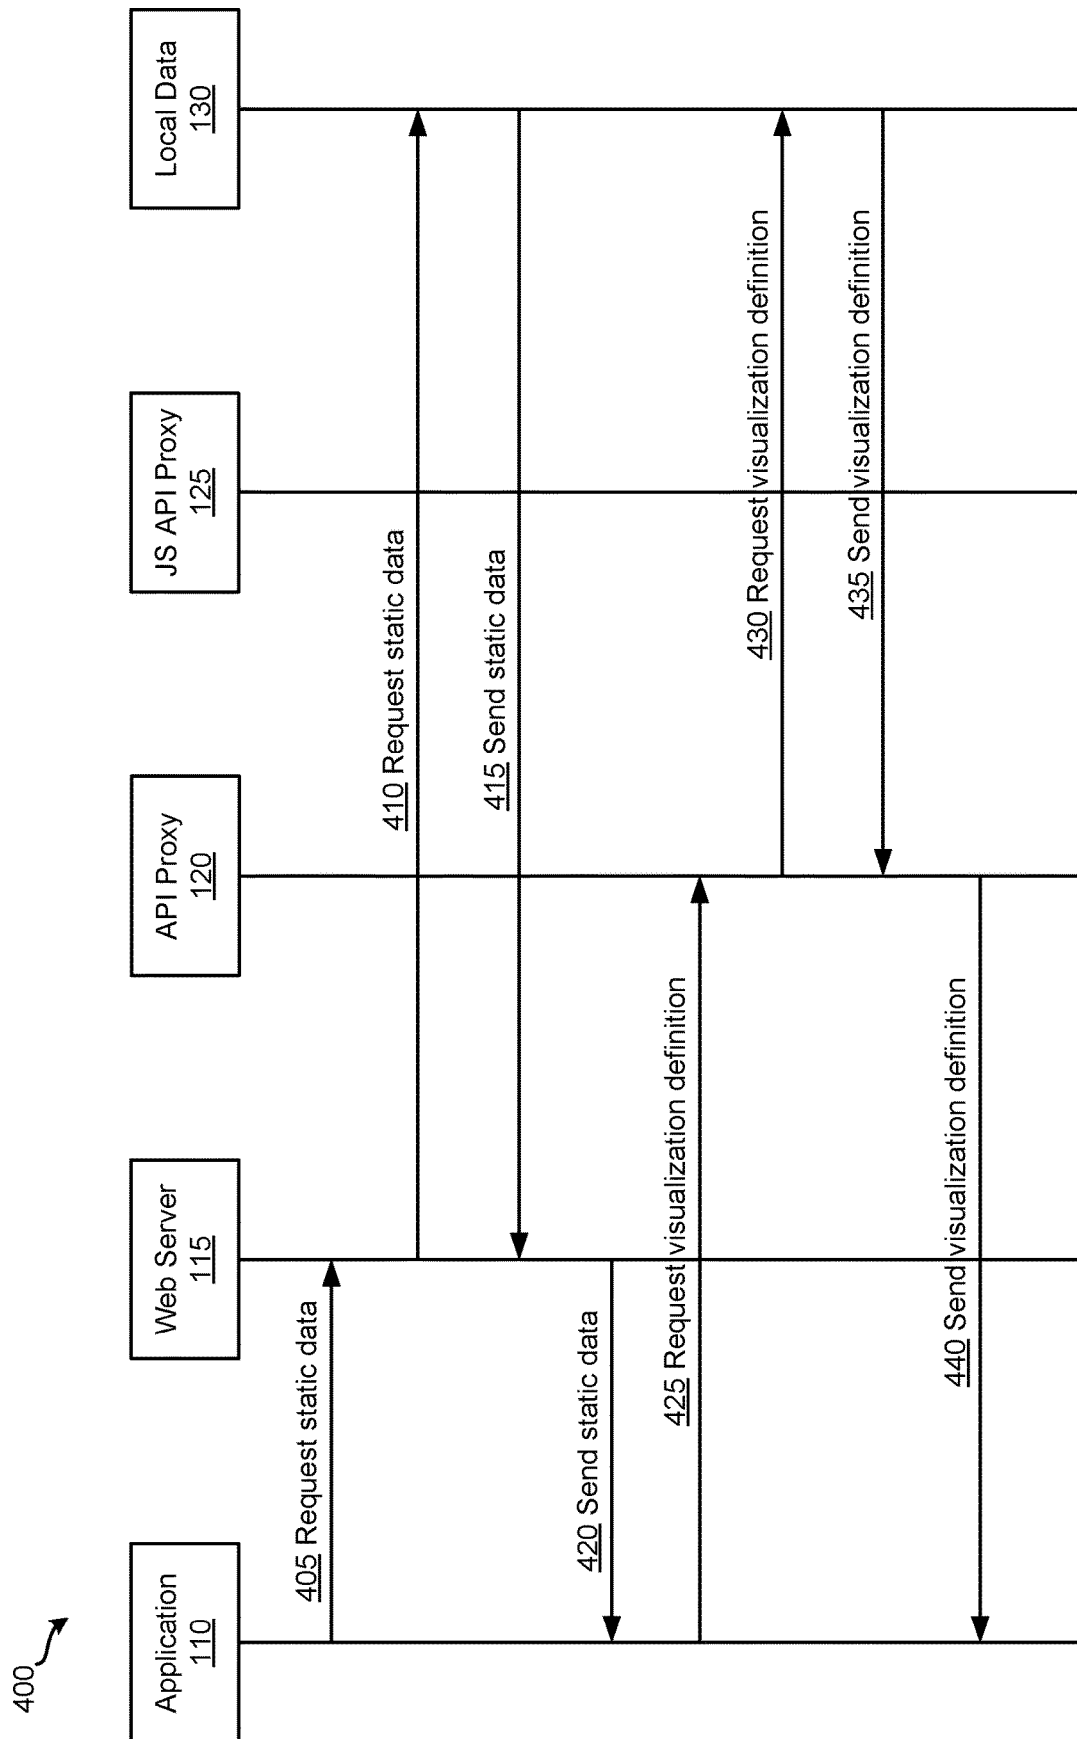 400
Application
110
Web Server
115
API Proxy
120
JS API Proxy
125
Local Data
130
405 Request static data
410 Request static data
415 Send static data
420 Send static data
425 Request visualization definition
430 Request visualization definition
435 Send visualization definition
440 Send visualization definition